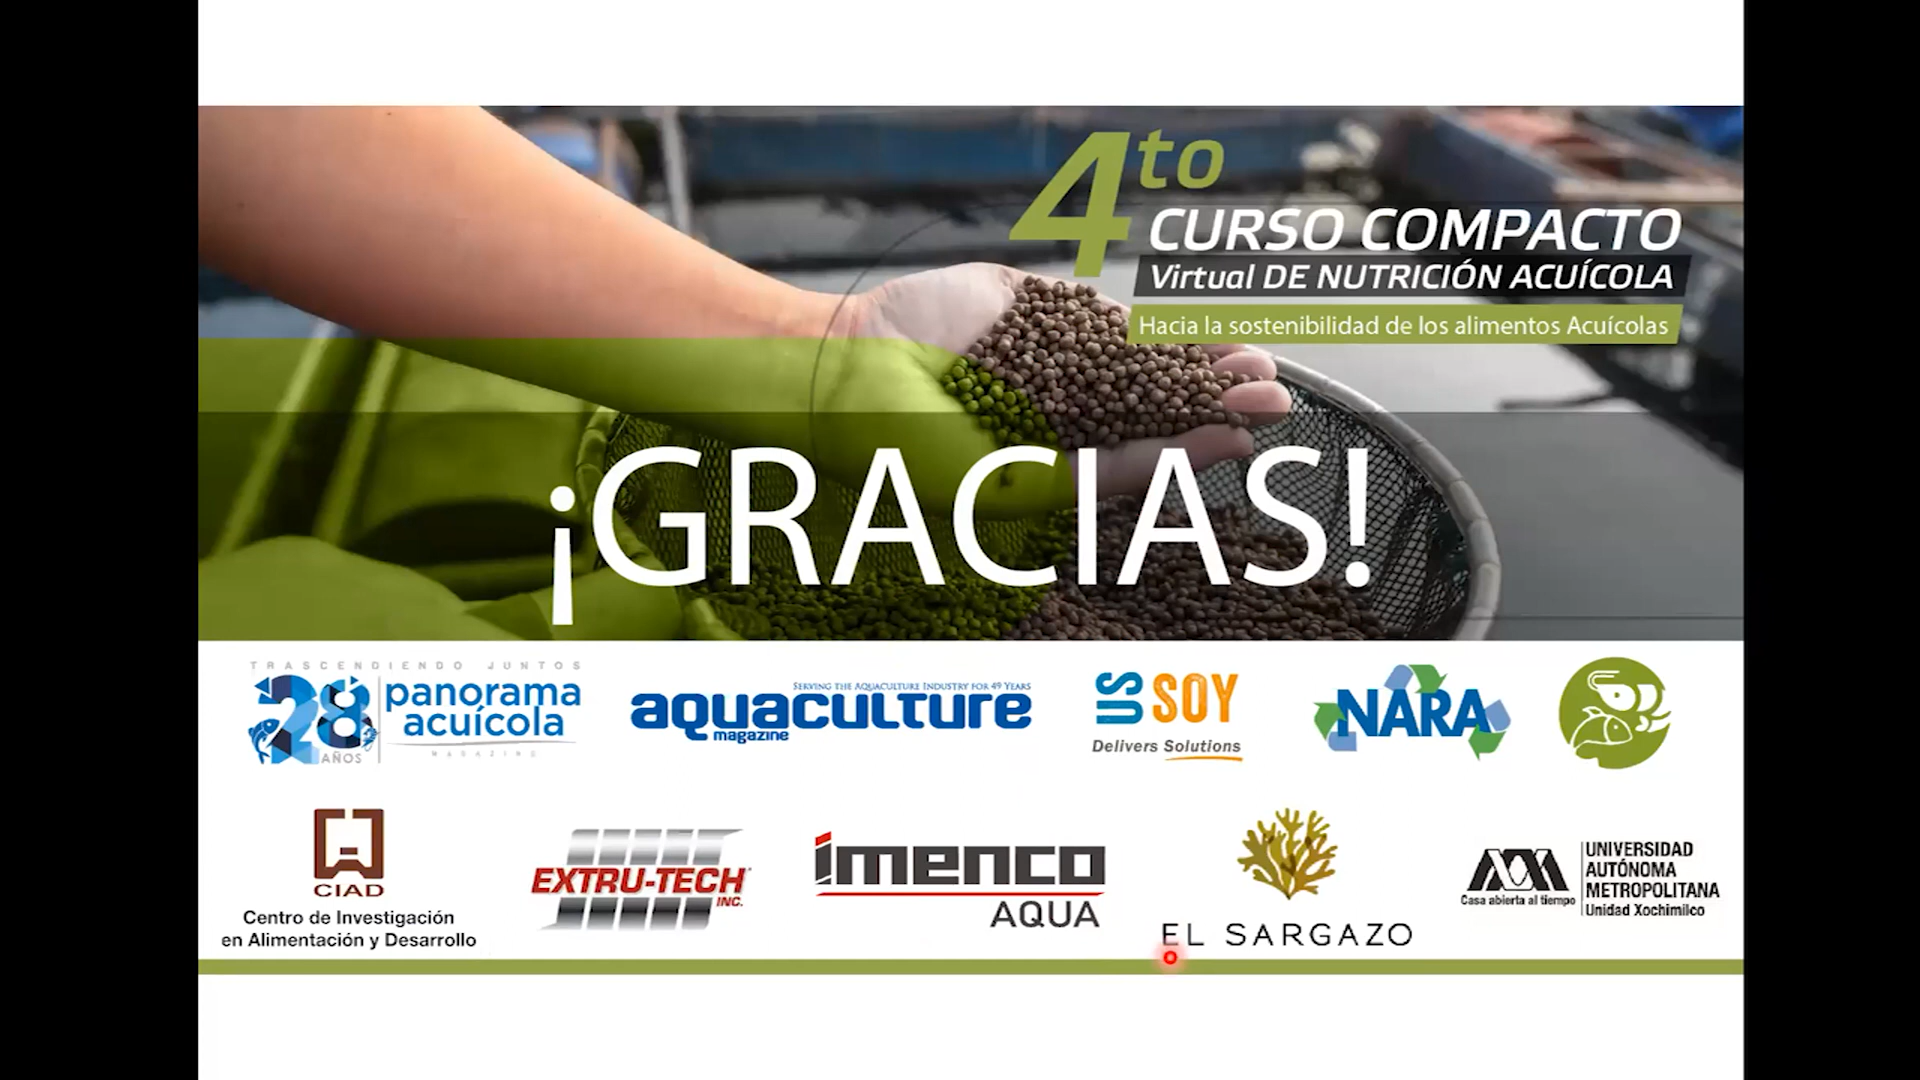 4to
CURSO COMPACTO
Virtual DE NUTRICIÓN ACUÍCOLA
Hacia la sostenibilidad de los alimentos Acuícolas
¡GRACIAS!
TRASCENDIENDO JUNTOS
28 AÑOS
panorama
acuícola
MAGAZINE
SERVING THE AQUACULTURE INDUSTRY FOR 49 YEARS
aquaculture
magazine
US SOY
Delivers Solutions
NARA
CIAD
Centro de Investigación
en Alimentación y Desarrollo
EXTRU-TECH
INC.
imenco
AQUA
EL SARGAZO
Casa abierta al tiempo
UNIVERSIDAD
AUTÓNOMA
METROPOLITANA
Unidad Xochimilco